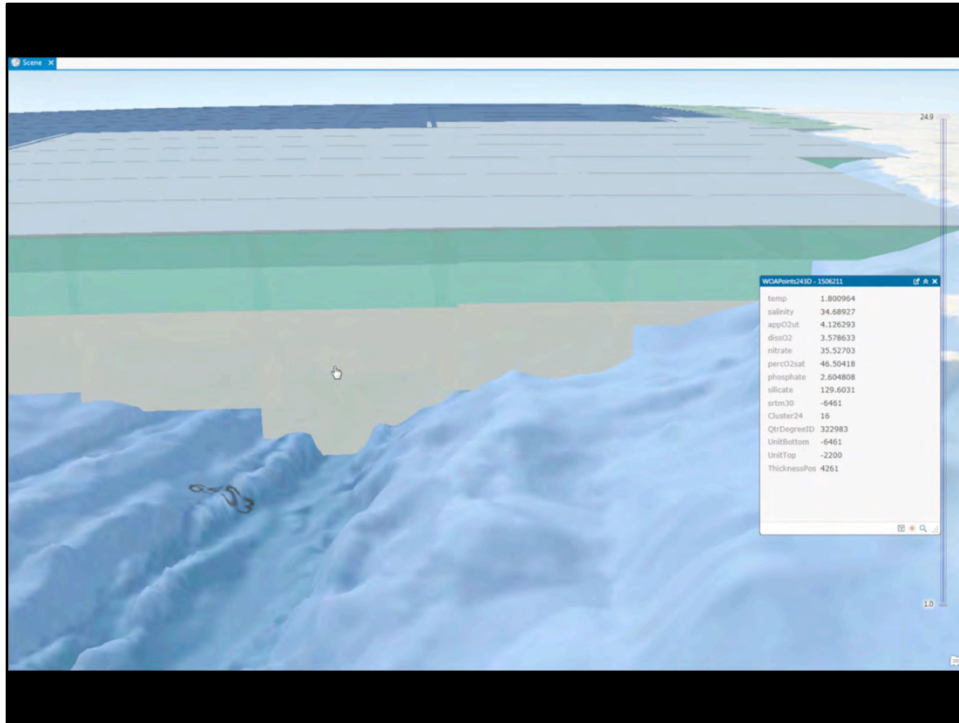 Scene
24.9
WOAPoints243D - 1506211
temp 1.800964
salinity 34.68927
appO2ut 4.126293
dissO2 3.578633
nitrate 35.52703
percO2sat 46.50418
phosphate 2.604808
silicate 129.6031
srtm30 -6461
Cluster24 16
QtrDegreeID 322983
UnitBottom -6461
UnitTop -2200
ThicknessPos 4261
1.0